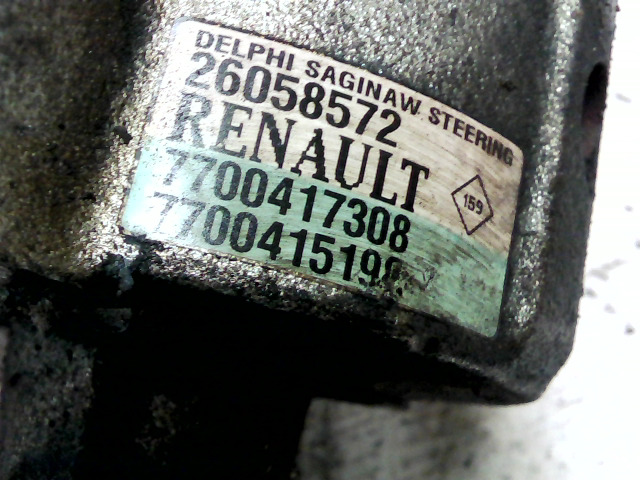 DELPHI SAGINAW STEERING
26058572
RENAULT
159
7700417308